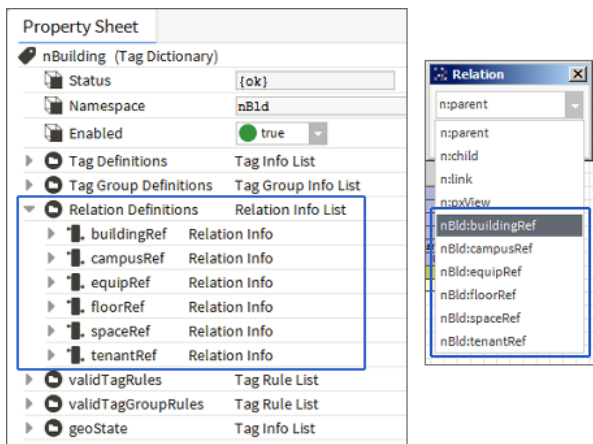 Property Sheet
nBuilding (Tag Dictionary)
Status {ok}
Namespace nBld
Enabled true
Tag Definitions Tag Info List
Tag Group Definitions Tag Group Info List
Relation Definitions Relation Info List
buildingRef Relation Info
campusRef Relation Info
equipRef Relation Info
floorRef Relation Info
spaceRef Relation Info
tenantRef Relation Info
validTagRules Tag Rule List
validTagGroupRules Tag Rule List
geoState Tag Info List
Relation
n:parent
n:parent
n:child
n:link
n:pxView
nBld:buildingRef
nBld:campusRef
nBld:equipRef
nBld:floorRef
nBld:spaceRef
nBld:tenantRef